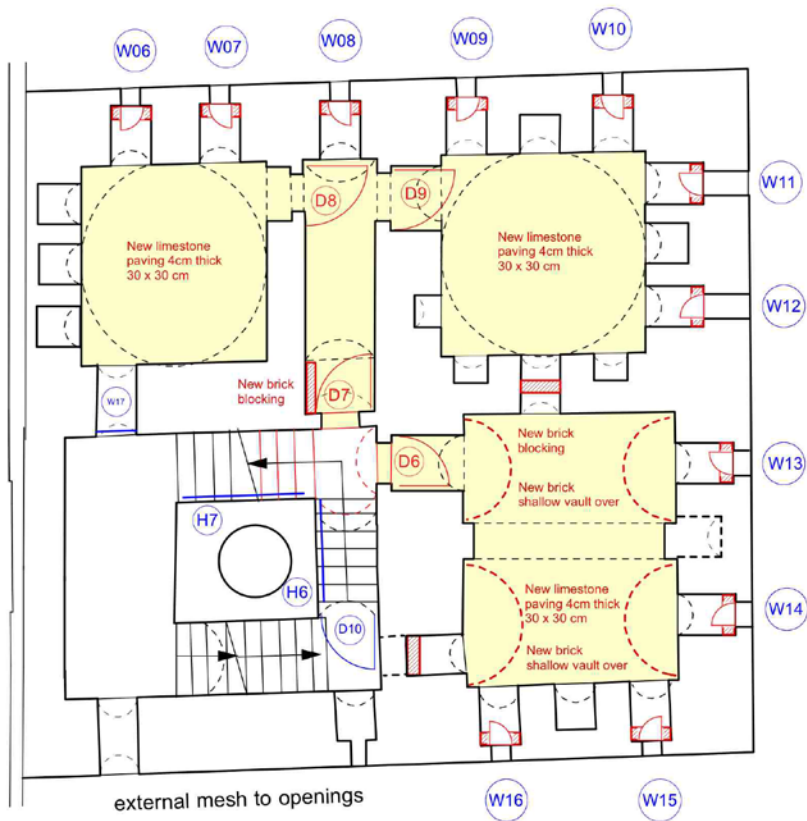 W06
W07
W08
W09
W10
D8
D9
W11
New limestone
paving 4cm thick
30 x 30 cm
New limestone
paving 4cm thick
30 x 30 cm
W12
W17
New brick
blocking
D7
D6
New brick
blocking
W13
New brick
shallow vault over
H7
H6
New limestone
paving 4cm thick
30 x 30 cm
W14
D10
New brick
shallow vault over
external mesh to openings
W16
W15